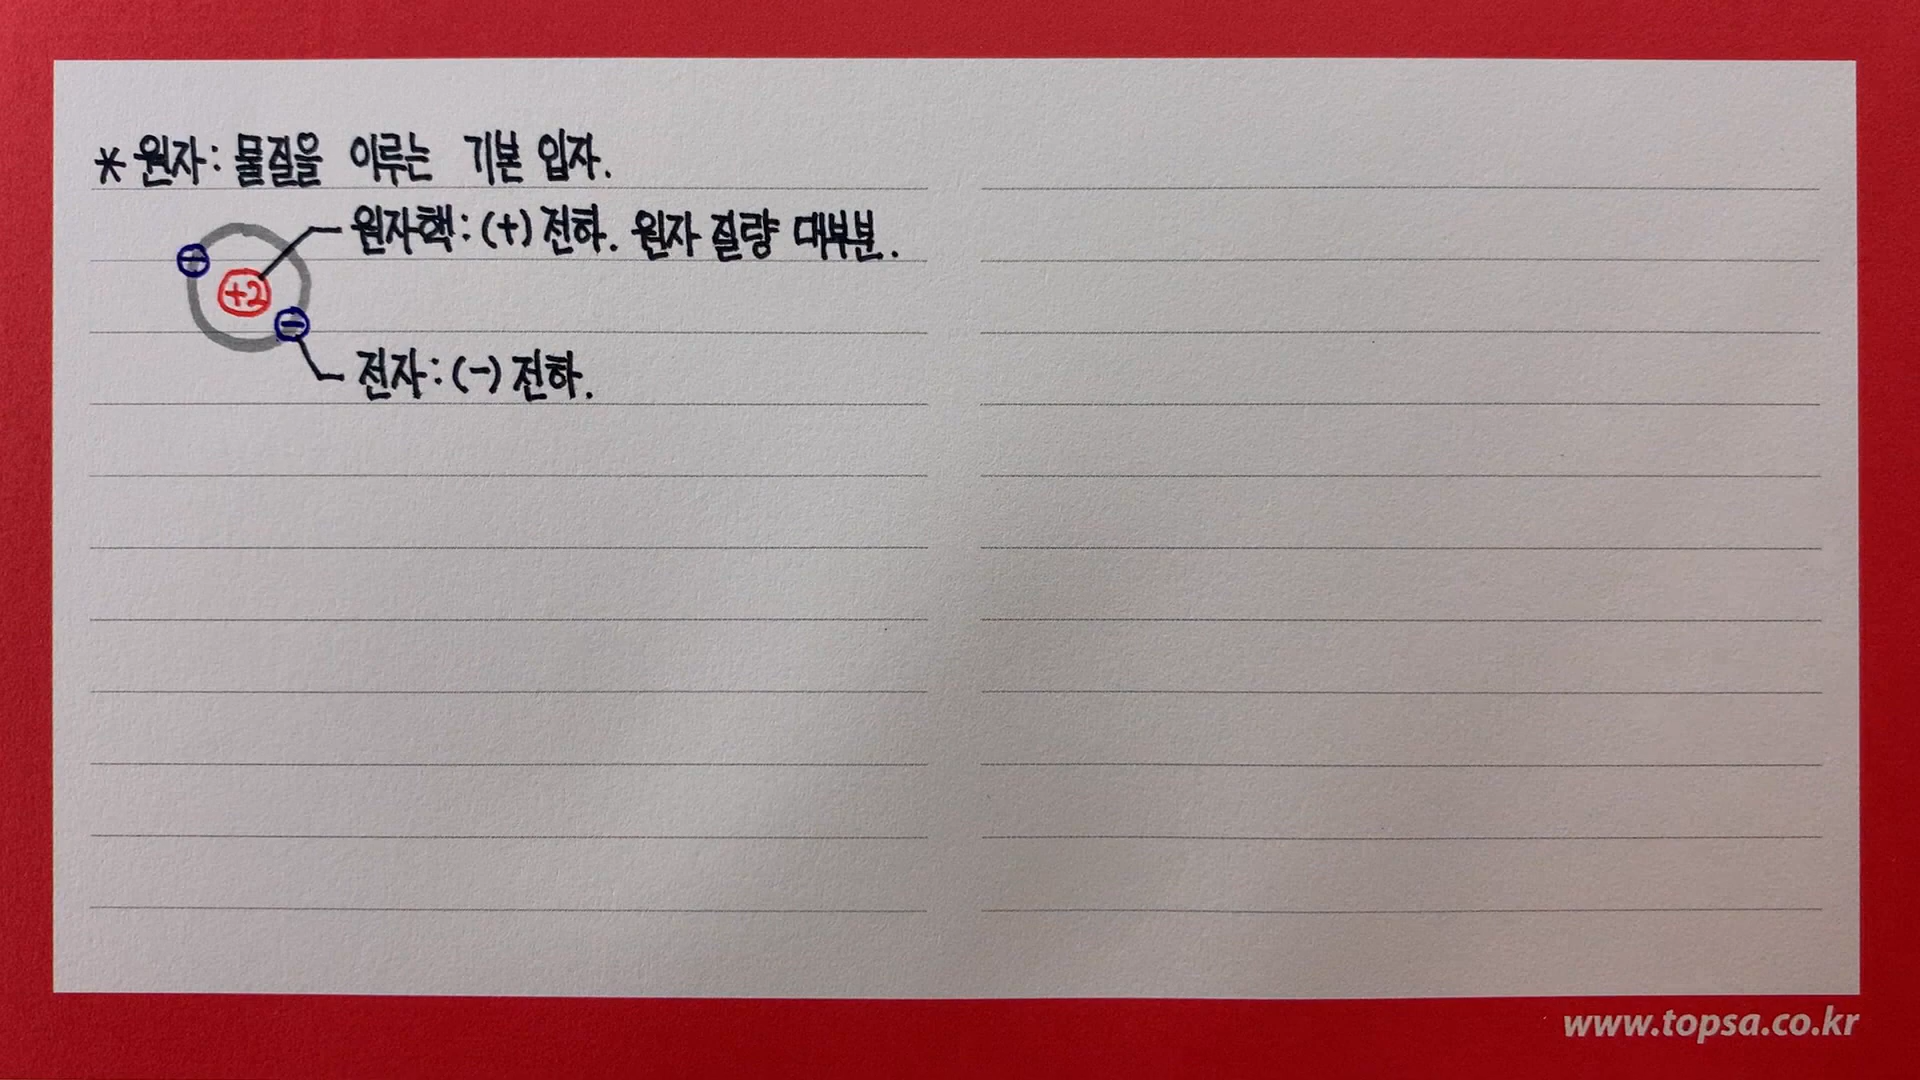 * 원자: 물질을 이루는 기본 입자.
원자핵: (+) 전하. 원자 질량 대부분.
⊖
+2
⊖
전자: (-) 전하.
www.topsa.co.kr